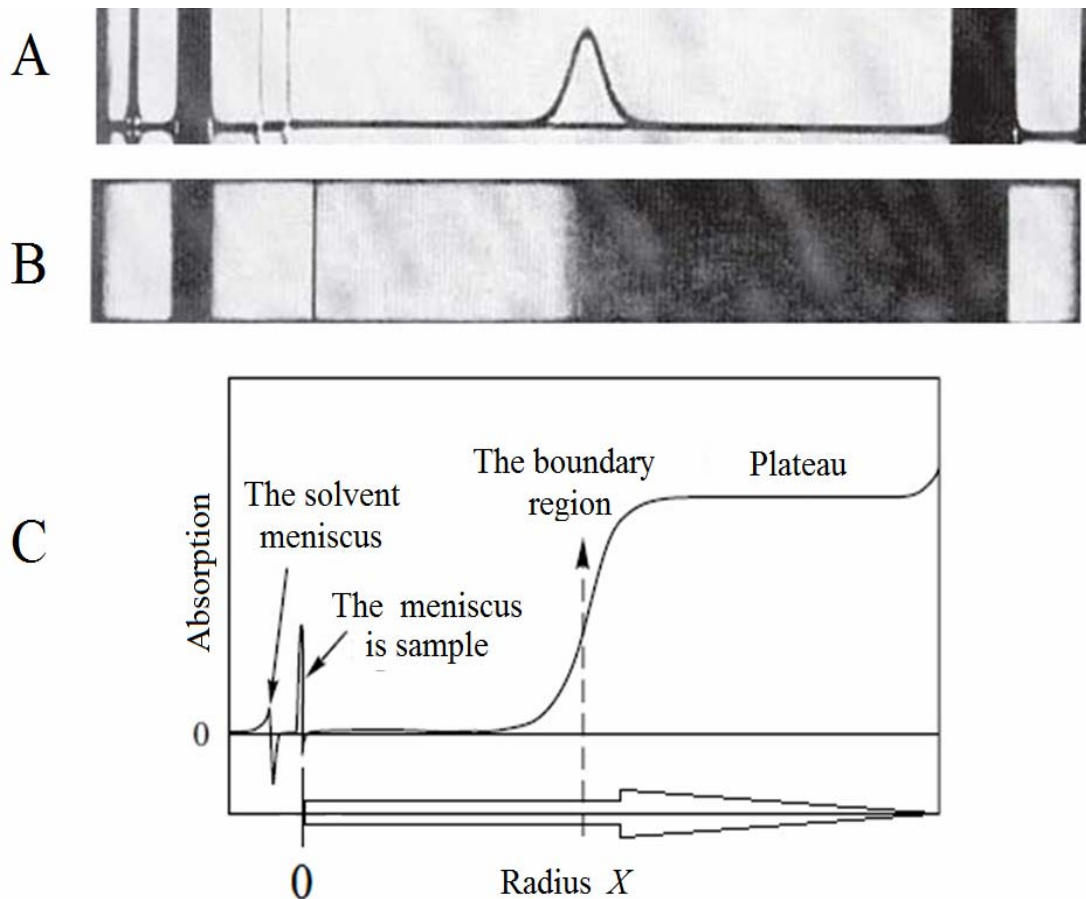 A
B
C
The solvent
meniscus
The meniscus
is sample
The boundary
region
Plateau
Absorption
0
0
Radius X